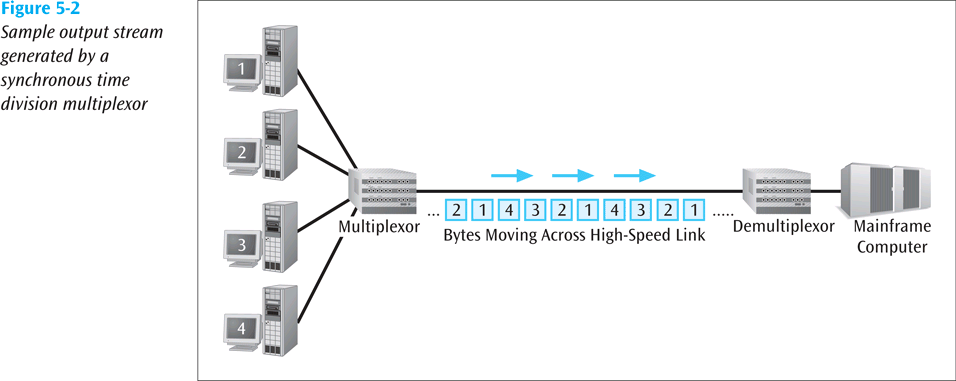 Figure 5-2
Sample output stream
generated by a
synchronous time
division multiplexor
1
2
3
4
Multiplexor
... 2 1 4 3 2 1 4 3 2 1 .....
Bytes Moving Across High-Speed Link
Demultiplexor
Mainframe
Computer